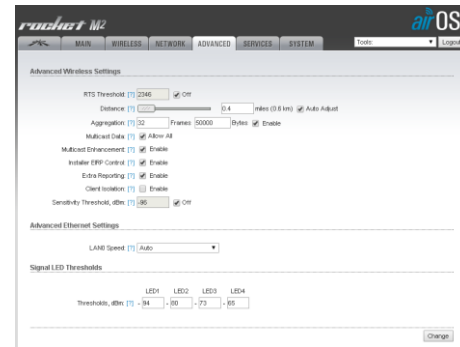 rocket M2 airOS
MAIN WIRELESS NETWORK ADVANCED SERVICES SYSTEM Tools: Logou
Advanced Wireless Settings
RTS Threshold: [?] 2346 Off
Distance: [?] 0.4 miles (0.6 km) Auto Adjust
Aggregation: [?] 32 Frames 50000 Bytes Enable
Multicast Data: [?] Allow All
Multicast Enhancement: [?] Enable
Installer EIRP Control: [?] Enable
Extra Reporting: [?] Enable
Client Isolation: [?] Enable
Sensitivity Threshold, dBm: [?] -96 Off
Advanced Ethernet Settings
LAN0 Speed: [?] Auto
Signal LED Thresholds
LED1 LED2 LED3 LED4
Thresholds, dBm: [?] - 94 - 80 - 73 - 65
Change